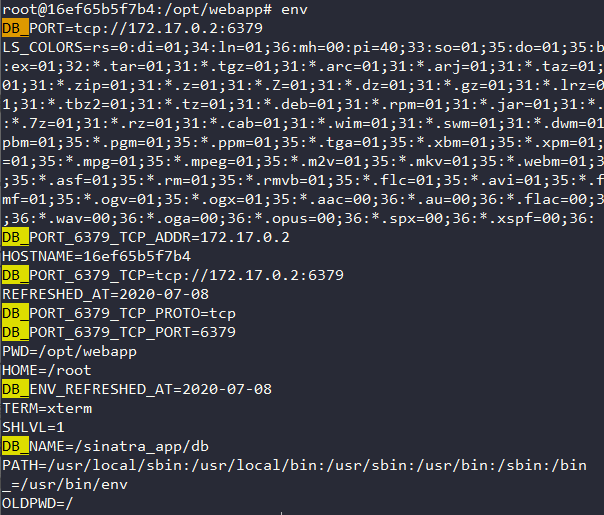 root@16ef65b5f7b4:/opt/webapp# env
DB_PORT=tcp://172.17.0.2:6379
LS_COLORS=rs=0:di=01;34:ln=01;36:mh=00:pi=40;33:so=01;35:do=01;35:b
:ex=01;32:*.tar=01;31:*.tgz=01;31:*.arc=01;31:*.arj=01;31:*.taz=01;
01;31:*.zip=01;31:*.z=01;31:*.Z=01;31:*.dz=01;31:*.gz=01;31:*.lrz=0
1;31:*.tbz2=01;31:*.tz=01;31:*.deb=01;31:*.rpm=01;31:*.jar=01;31:*.
:*.7z=01;31:*.rz=01;31:*.cab=01;31:*.wim=01;31:*.swm=01;31:*.dwm=01
pbm=01;35:*.pgm=01;35:*.ppm=01;35:*.tga=01;35:*.xbm=01;35:*.xpm=01;
=01;35:*.mpg=01;35:*.mpeg=01;35:*.m2v=01;35:*.mkv=01;35:*.webm=01;3
;35:*.asf=01;35:*.rm=01;35:*.rmvb=01;35:*.flc=01;35:*.avi=01;35:*.f
mf=01;35:*.ogv=01;35:*.ogx=01;35:*.aac=00;36:*.au=00;36:*.flac=00;3
;36:*.wav=00;36:*.oga=00;36:*.opus=00;36:*.spx=00;36:*.xspf=00;36:
DB_PORT_6379_TCP_ADDR=172.17.0.2
HOSTNAME=16ef65b5f7b4
DB_PORT_6379_TCP=tcp://172.17.0.2:6379
REFRESHED_AT=2020-07-08
DB_PORT_6379_TCP_PROTO=tcp
DB_PORT_6379_TCP_PORT=6379
PWD=/opt/webapp
HOME=/root
DB_ENV_REFRESHED_AT=2020-07-08
TERM=xterm
SHLVL=1
DB_NAME=/sinatra_app/db
PATH=/usr/local/sbin:/usr/local/bin:/usr/sbin:/usr/bin:/sbin:/bin
_=/usr/bin/env
OLDPWD=/